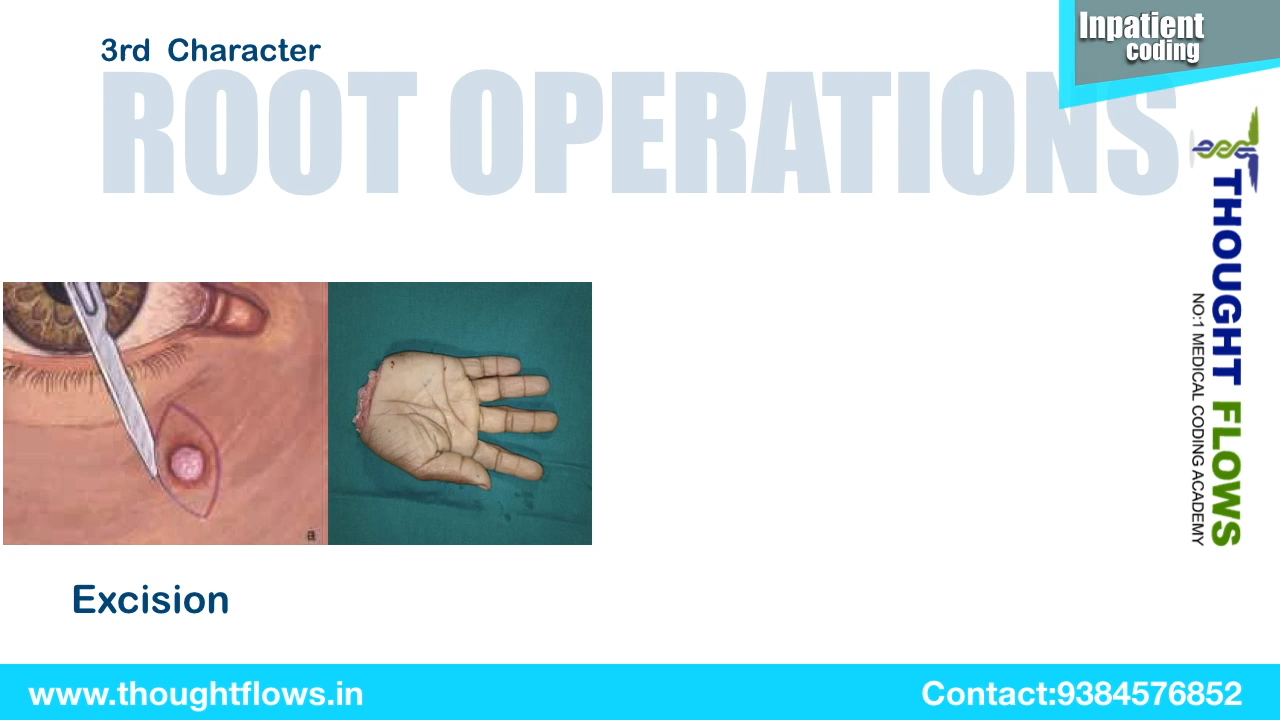 3rd Character
ROOT OPERATIONS
Inpatient
coding
THOUGHT FLOWS
NO:1 MEDICAL CODING ACADEMY
Excision
www.thoughtflows.in
Contact:9384576852